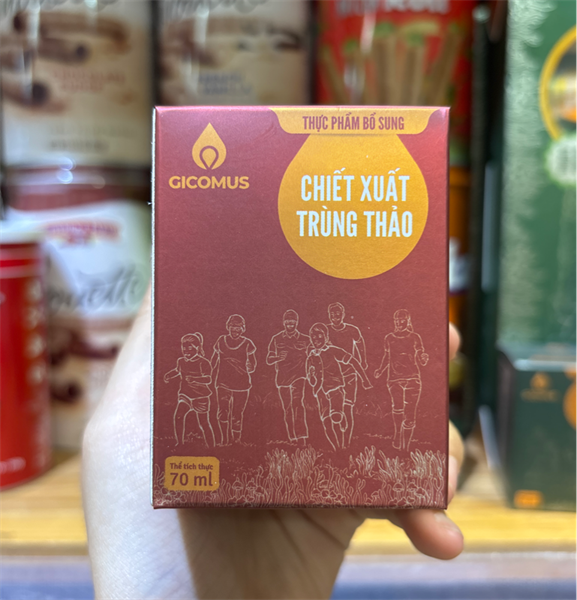 THỰC PHẨM BỔ SUNG
GICOMUS
CHIẾT XUẤT
TRÙNG THẢO
Thể tích thực
70 ml